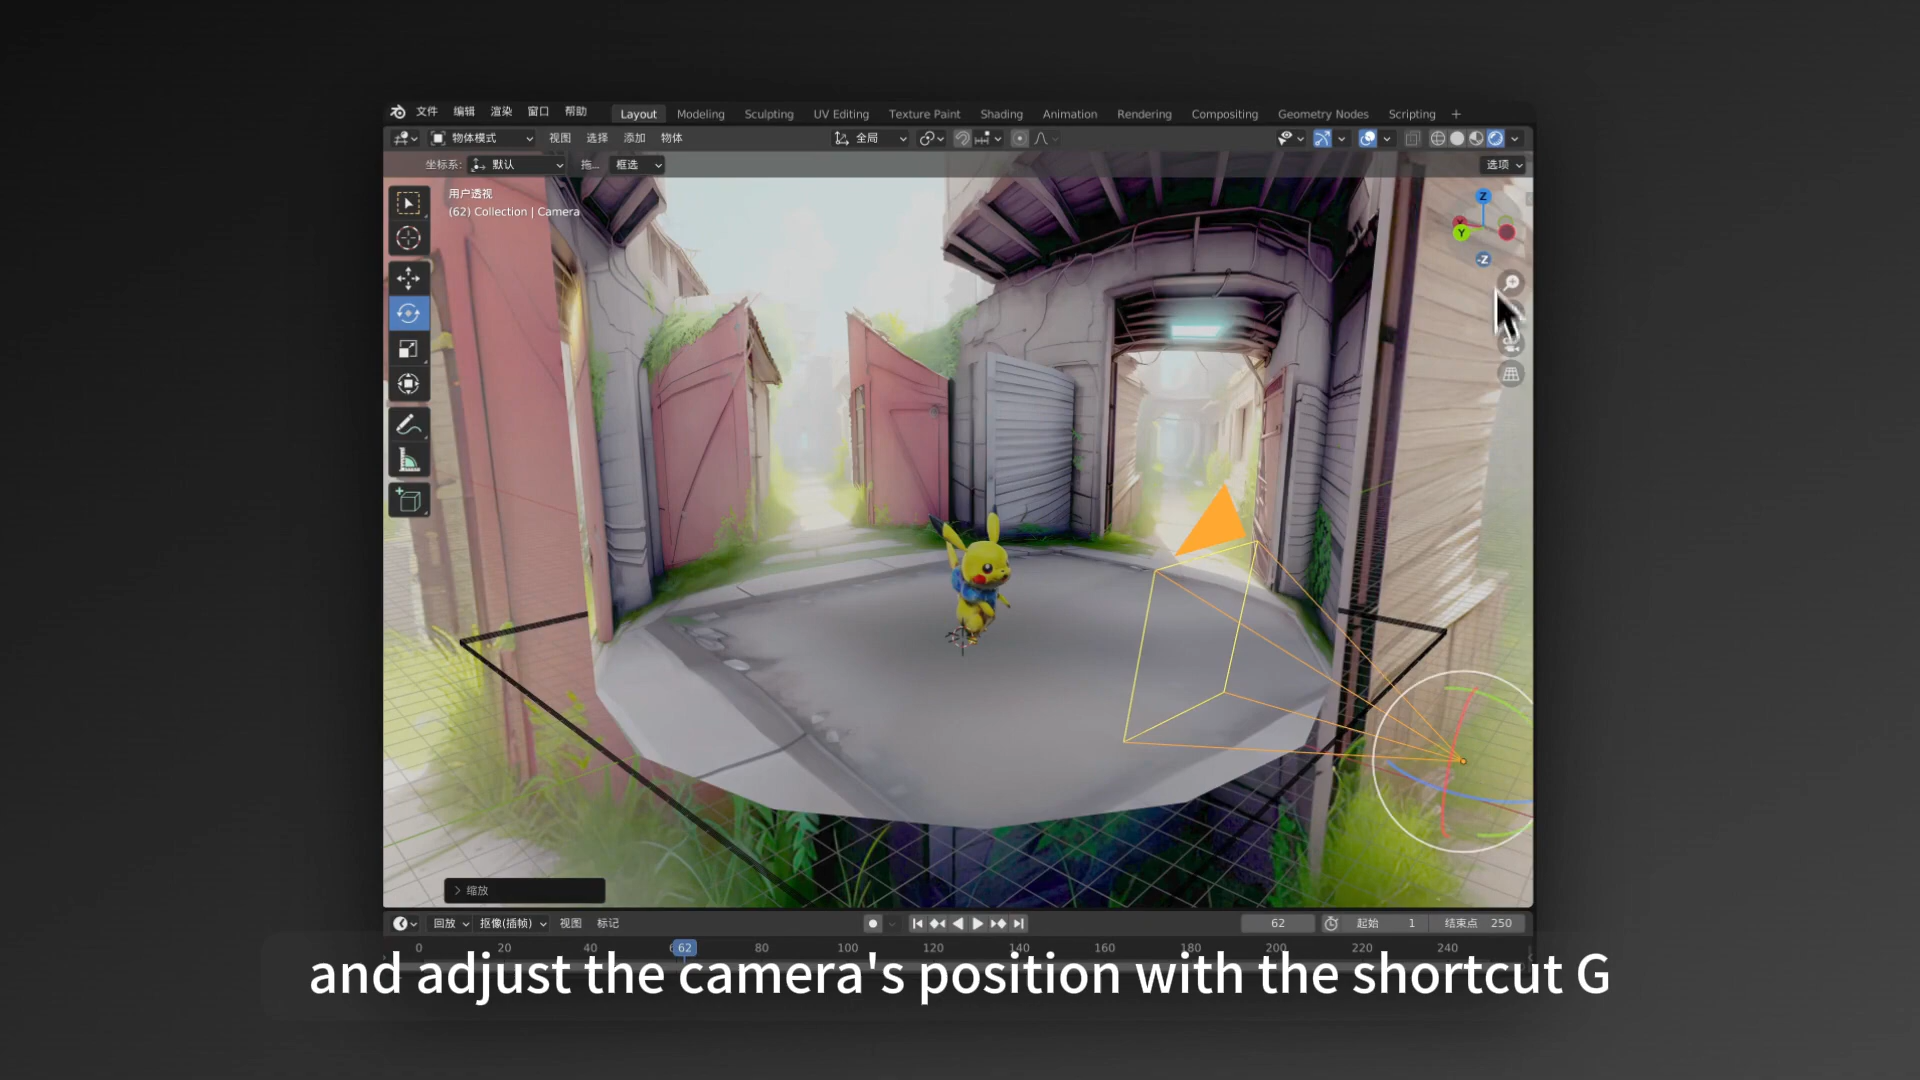 文件 编辑 渲染 窗口 帮助 Layout Modeling Sculpting UV Editing Texture Paint Shading Animation Rendering Compositing Geometry Nodes Scripting +
物体模式 视图 选择 添加 物体 全局
坐标系: 默认 拖... 框选 选项
用户透视
(62) Collection | Camera
Z
Y
-Z
缩放
回放 抠像(插帧) 视图 标记 62 起始 1 结束点 250
0 20 40 62 80 100 120 140 160 180 200 220 240
and adjust the camera's position with the shortcut G